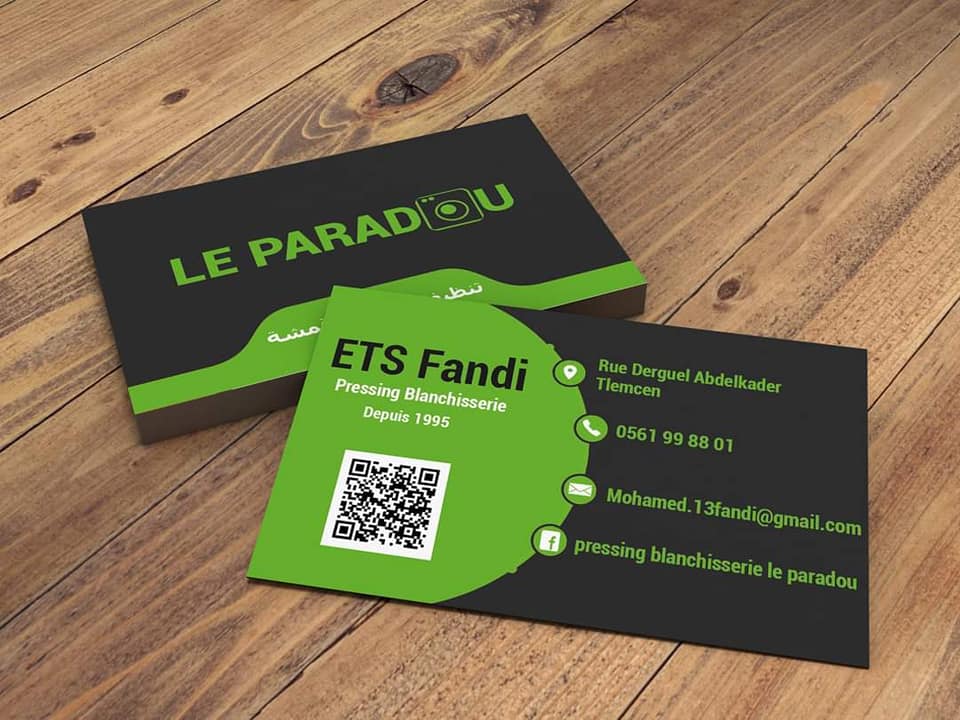 LE PARADOU
ETS Fandi
Pressing Blanchisserie
Depuis 1995
Rue Derguel Abdelkader
Tlemcen
0561 99 88 01
Mohamed.13fandi@gmail.com
pressing blanchisserie le paradou